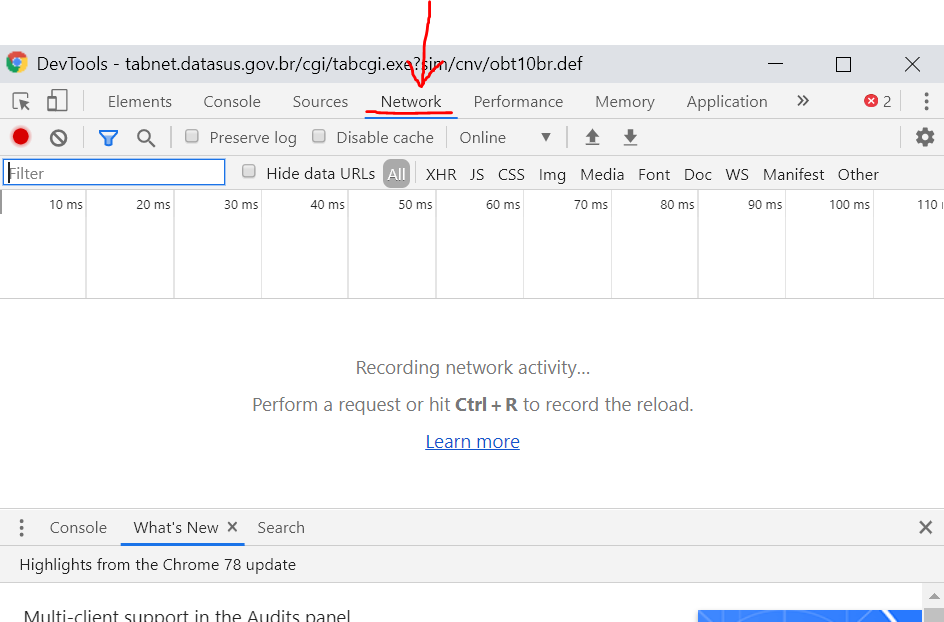 DevTools - tabnet.datasus.gov.br/cgi/tabcgi.exe?sim/cnv/obt10br.def
Elements Console Sources Network Performance Memory Application 2
Preserve log Disable cache Online
Filter Hide data URLs All XHR JS CSS Img Media Font Doc WS Manifest Other
10 ms 20 ms 30 ms 40 ms 50 ms 60 ms 70 ms 80 ms 90 ms 100 ms 110
Recording network activity...
Perform a request or hit Ctrl + R to record the reload.
Learn more
Console What's New Search
Highlights from the Chrome 78 update
Multi-client support in the Audits panel